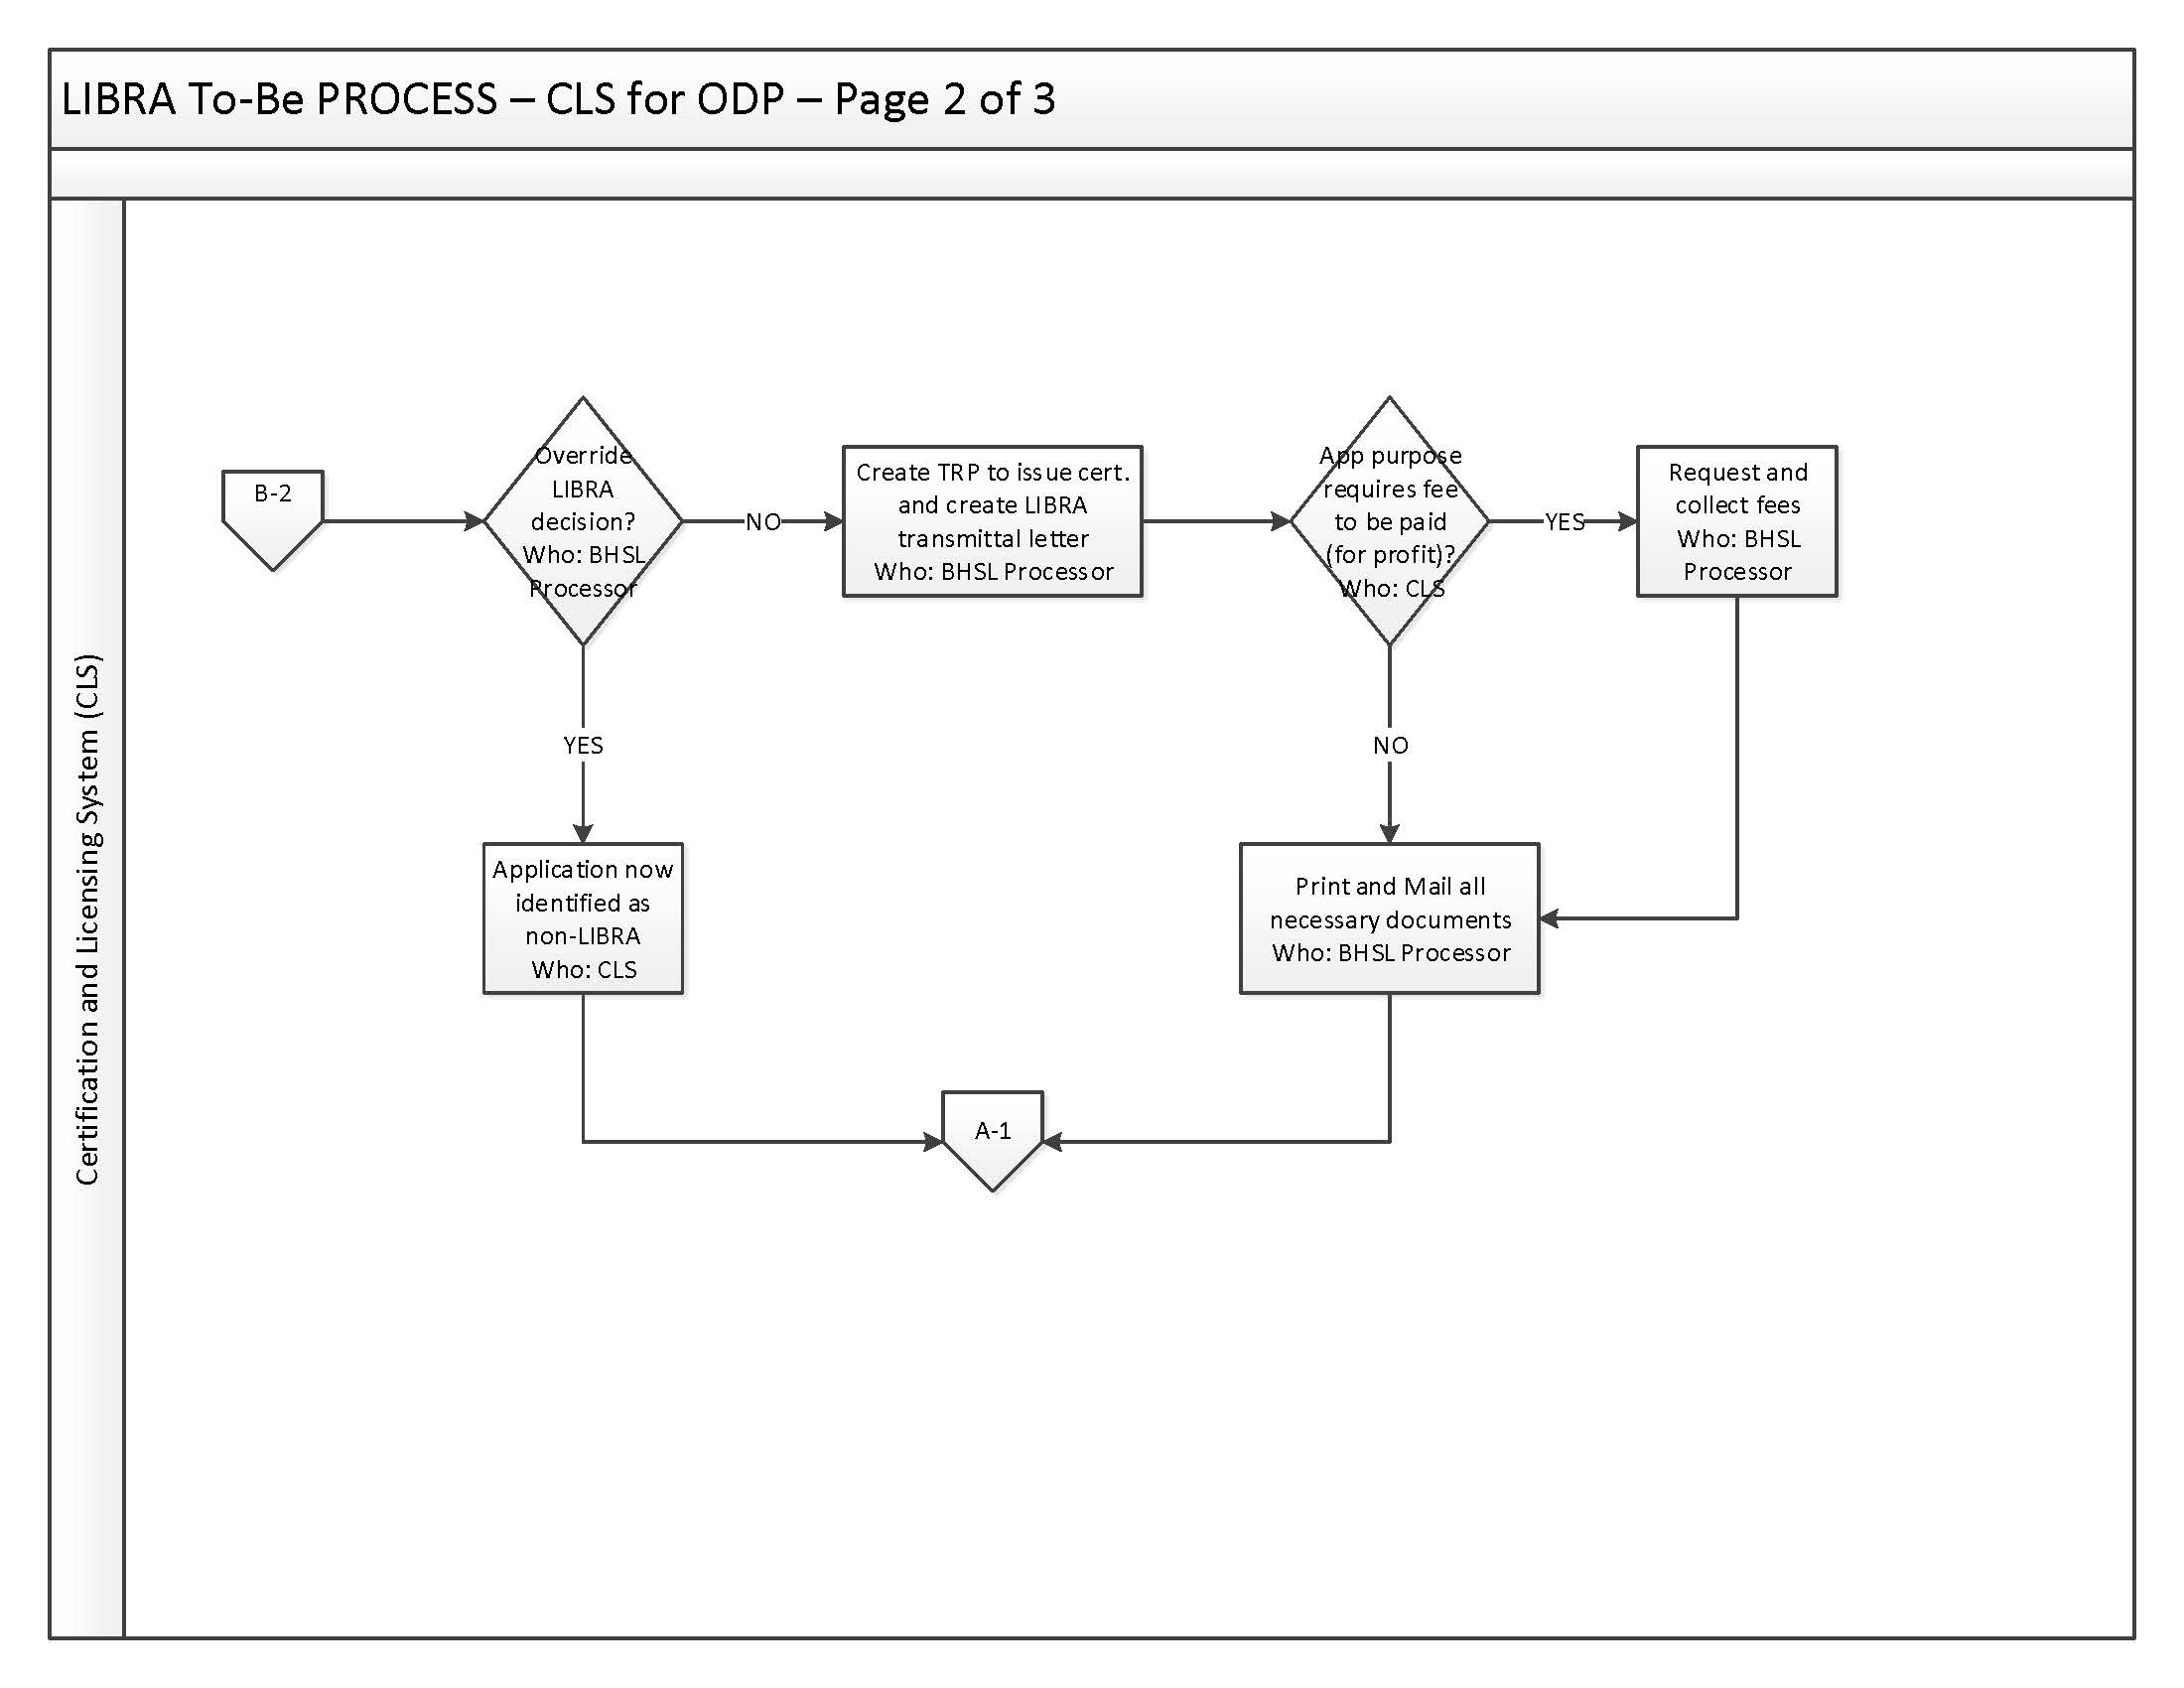 LIBRA To-Be PROCESS – CLS for ODP – Page 2 of 3
Certification and Licensing System (CLS)
B-2
Override
LIBRA
decision?
Who: BHSL
Processor
NO
Create TRP to issue cert.
and create LIBRA
transmittal letter
Who: BHSL Processor
App purpose
requires fee
to be paid
(for profit)?
Who: CLS
YES
Request and
collect fees
Who: BHSL
Processor
YES
NO
Application now
identified as
non-LIBRA
Who: CLS
Print and Mail all
necessary documents
Who: BHSL Processor
A-1